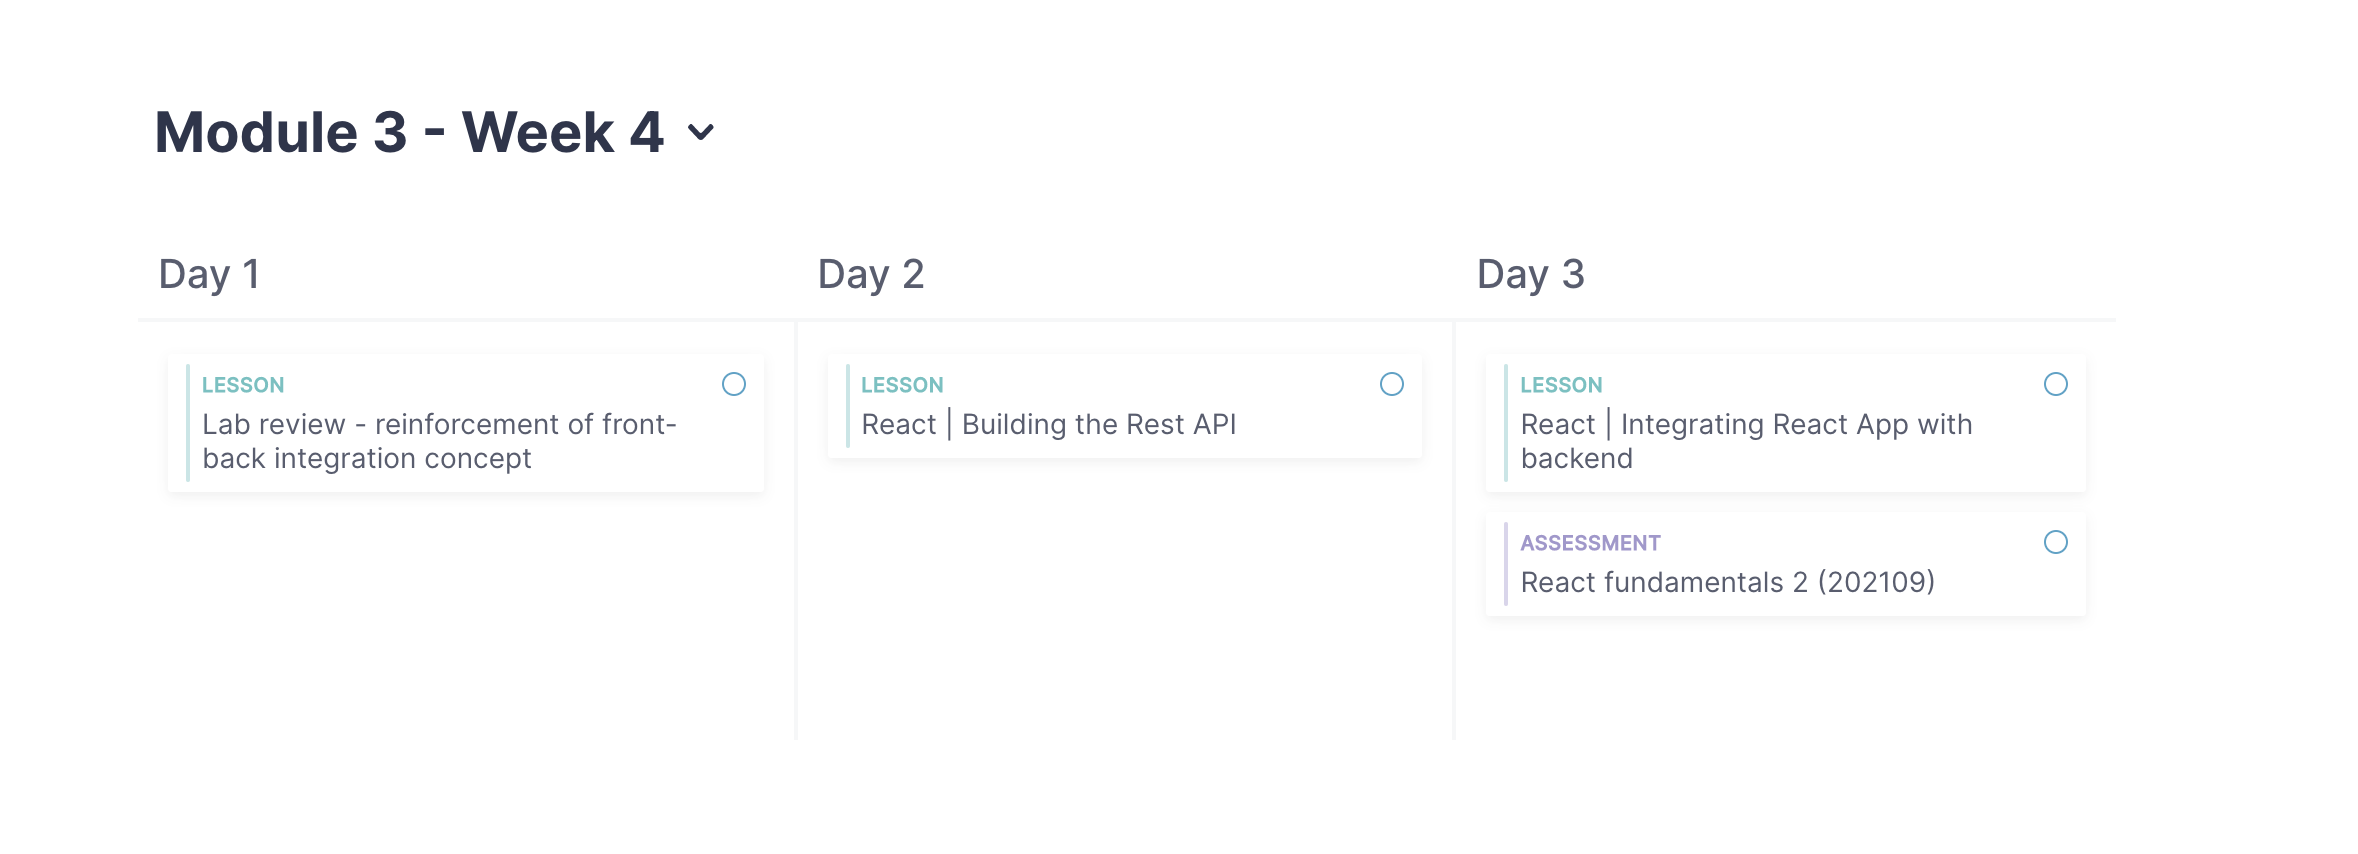 Module 3 - Week 4
Day 1
LESSON
Lab review - reinforcement of front-
back integration concept
Day 2
LESSON
React | Building the Rest API
Day 3
LESSON
React | Integrating React App with
backend
ASSESSMENT
React fundamentals 2 (202109)